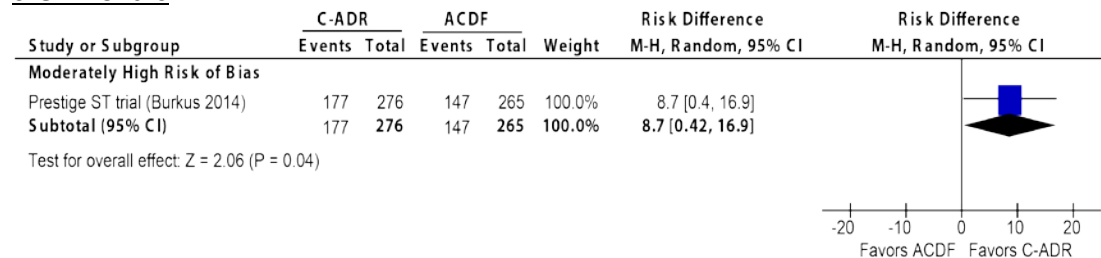 C-ADR ACDF Risk Difference Risk Difference
Study or Subgroup Events Total Events Total Weight M-H, Random, 95% CI M-H, Random, 95% CI
Moderately High Risk of Bias
Prestige ST trial (Burkus 2014) 177 276 147 265 100.0% 8.7 [0.4, 16.9]
Subtotal (95% CI) 177 276 147 265 100.0% 8.7 [0.42, 16.9]
Test for overall effect: Z = 2.06 (P = 0.04)
-20 -10 0 10 20
Favors ACDF Favors C-ADR